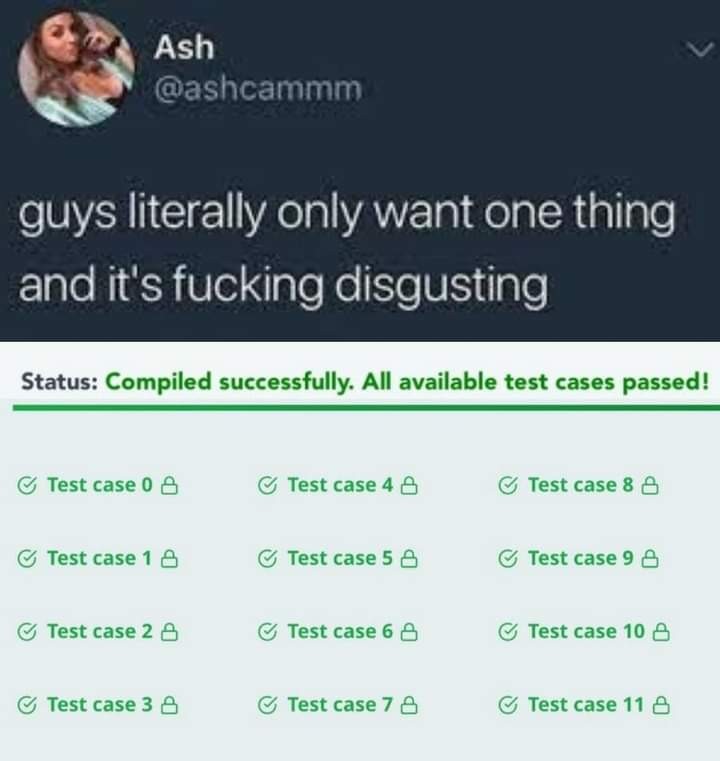 Ash
@ashcammm
guys literally only want one thing
and it's fucking disgusting
Status: Compiled successfully. All available test cases passed!
Test case 0 Test case 4 Test case 8
Test case 1 Test case 5 Test case 9
Test case 2 Test case 6 Test case 10
Test case 3 Test case 7 Test case 11